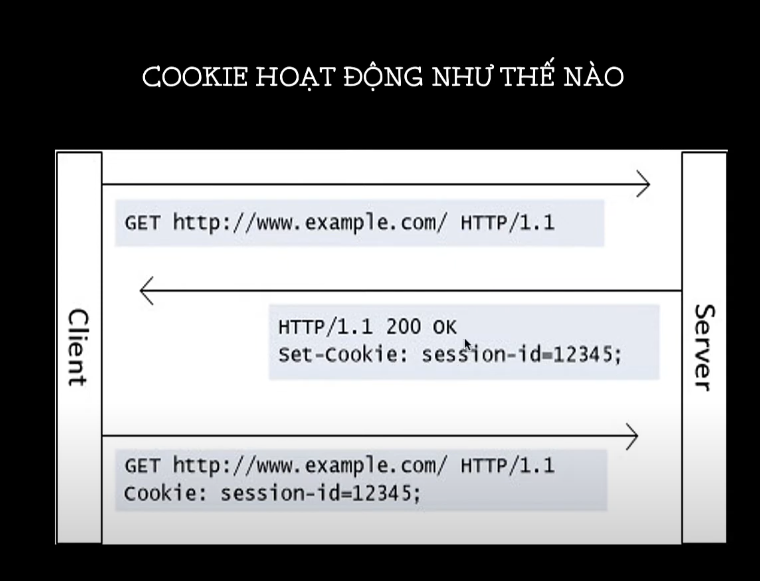 COOKIE HOẠT ĐỘNG NHƯ THẾ NÀO
GET http://www.example.com/ HTTP/1.1
HTTP/1.1 200 OK
Set-Cookie: session-id=12345;
Client
Server
GET http://www.example.com/ HTTP/1.1
Cookie: session-id=12345;